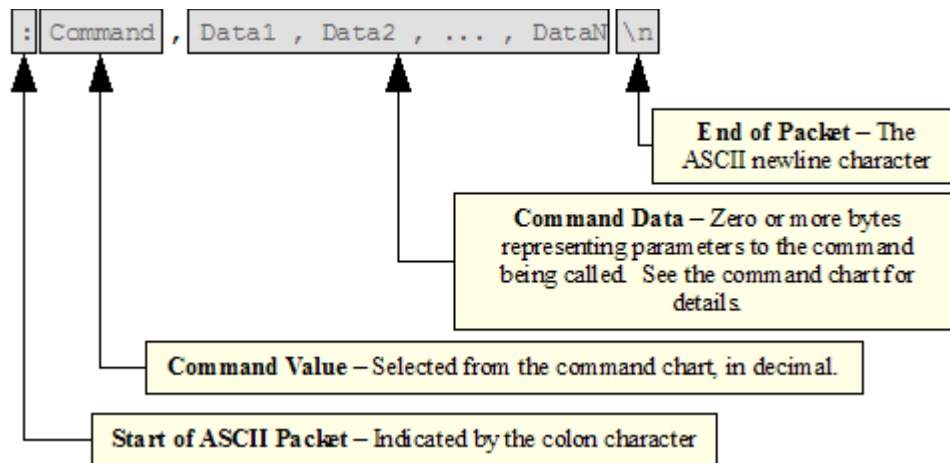 : Command , Data1 , Data2 , ... , DataN \n
End of Packet – The
ASCII newline character
Command Data – Zero or more bytes
representing parameters to the command
being called. See the command chart for
details.
Command Value – Selected from the command chart, in decimal.
Start of ASCII Packet – Indicated by the colon character